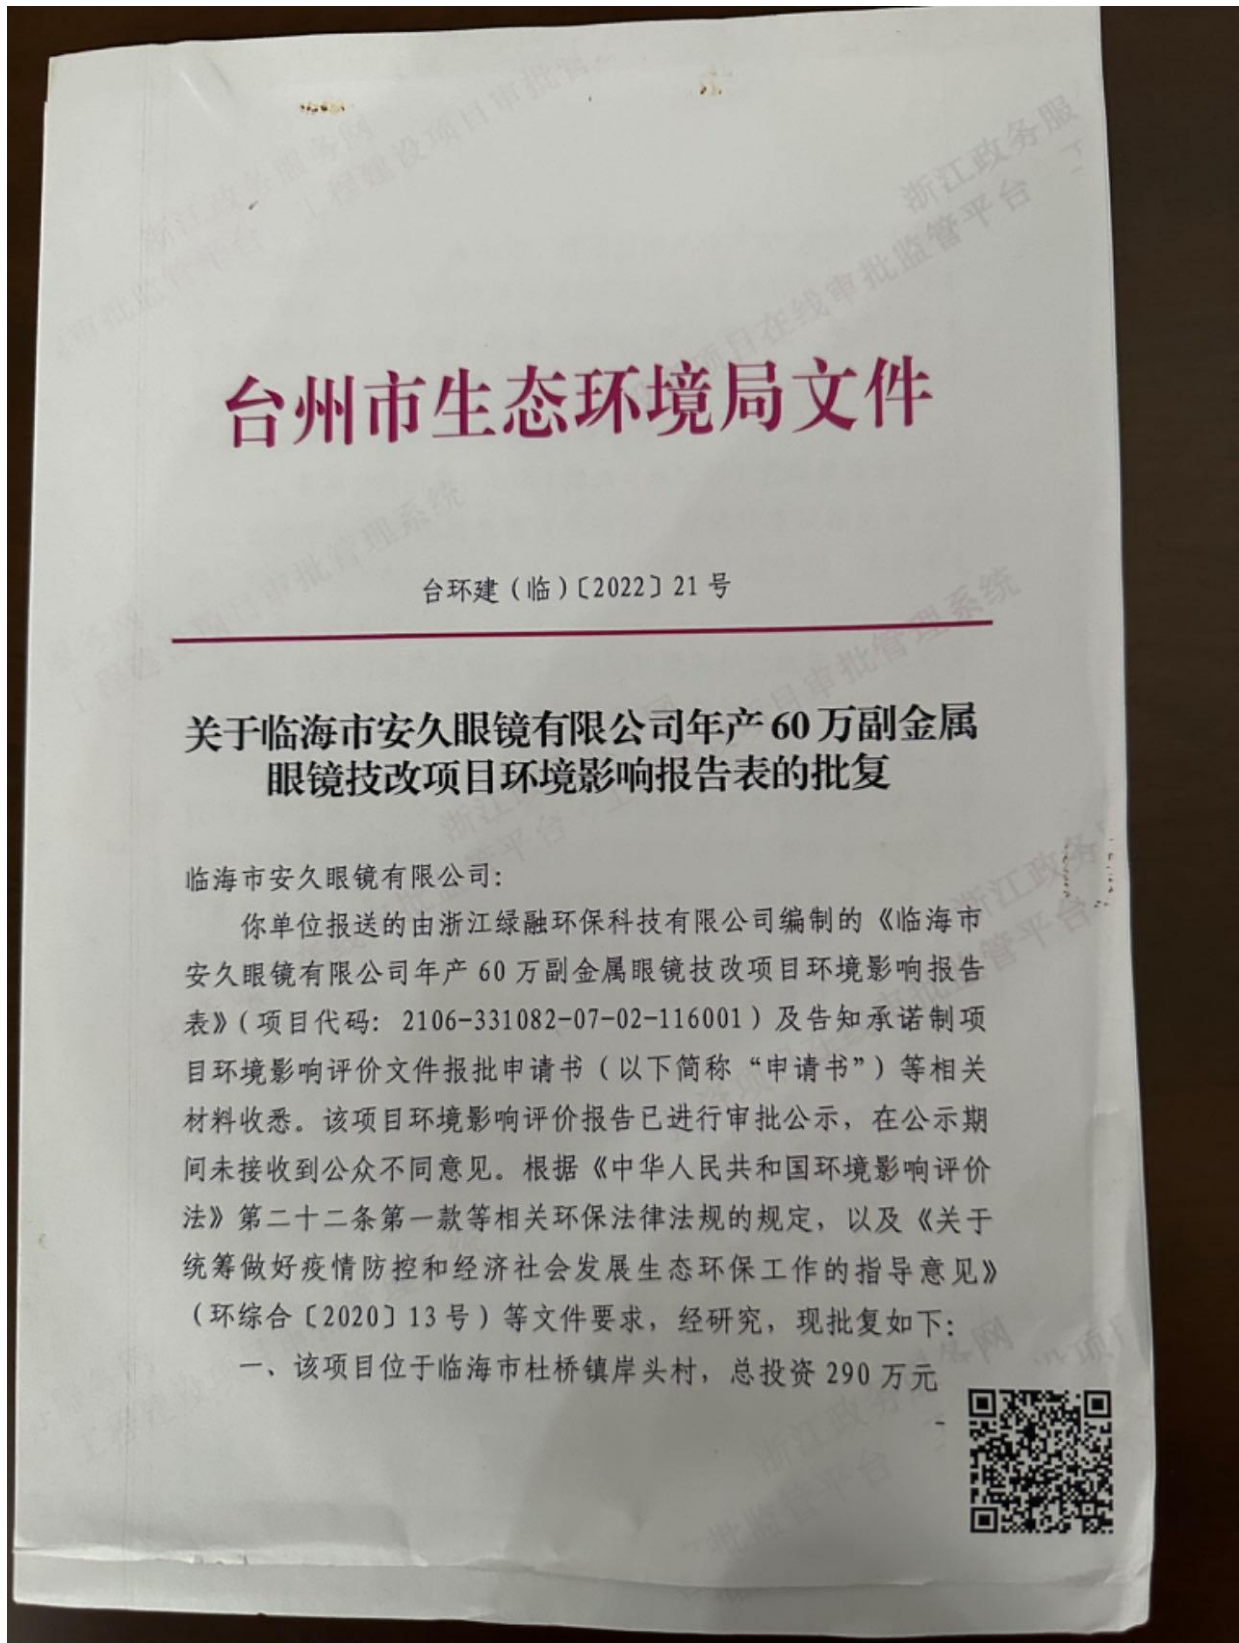 台州市生态环境局文件
台环建（临）〔2022〕21号
关于临海市安久眼镜有限公司年产60万副金属
眼镜技改项目环境影响报告表的批复
临海市安久眼镜有限公司：
你单位报送的由浙江绿融环保科技有限公司编制的《临海市
安久眼镜有限公司年产60万副金属眼镜技改项目环境影响报告
表》（项目代码：2106-331082-07-02-116001）及告知承诺制项
目环境影响评价文件报批申请书（以下简称“申请书”）等相关
材料收悉。该项目环境影响评价报告已进行审批公示，在公示期
间未接收到公众不同意见。根据《中华人民共和国环境影响评价
法》第二十二条第一款等相关环保法律法规的规定，以及《关于
统筹做好疫情防控和经济社会发展生态环保工作的指导意见》
（环综合〔2020〕13号）等文件要求，经研究，现批复如下：
一、该项目位于临海市杜桥镇岸头村，总投资290万元